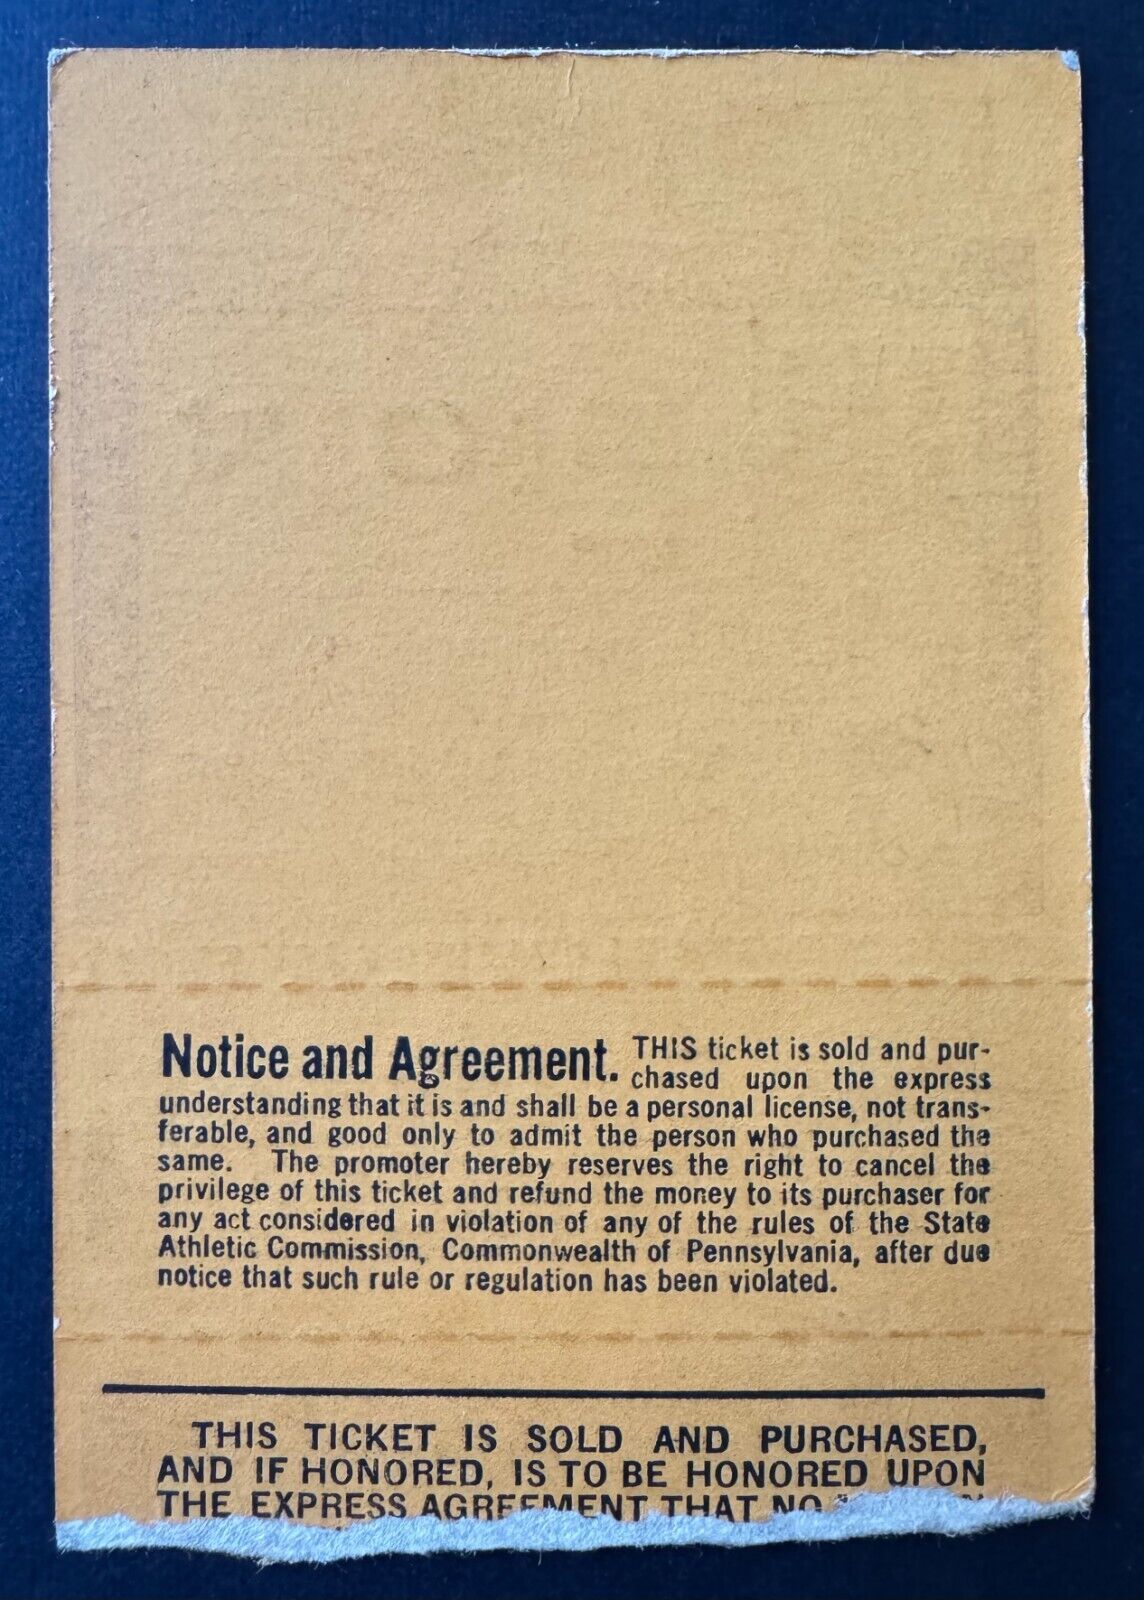 Notice and Agreement. THIS ticket is sold and pur-
chased upon the express
understanding that it is and shall be a personal license, not trans-
ferable, and good only to admit the person who purchased the
same. The promoter hereby reserves the right to cancel the
privilege of this ticket and refund the money to its purchaser for
any act considered in violation of any of the rules of the State
Athletic Commission, Commonwealth of Pennsylvania, after due
notice that such rule or regulation has been violated.
THIS TICKET IS SOLD AND PURCHASED,
AND IF HONORED, IS TO BE HONORED UPON
THE EXPRESS AGREEMENT THAT NO